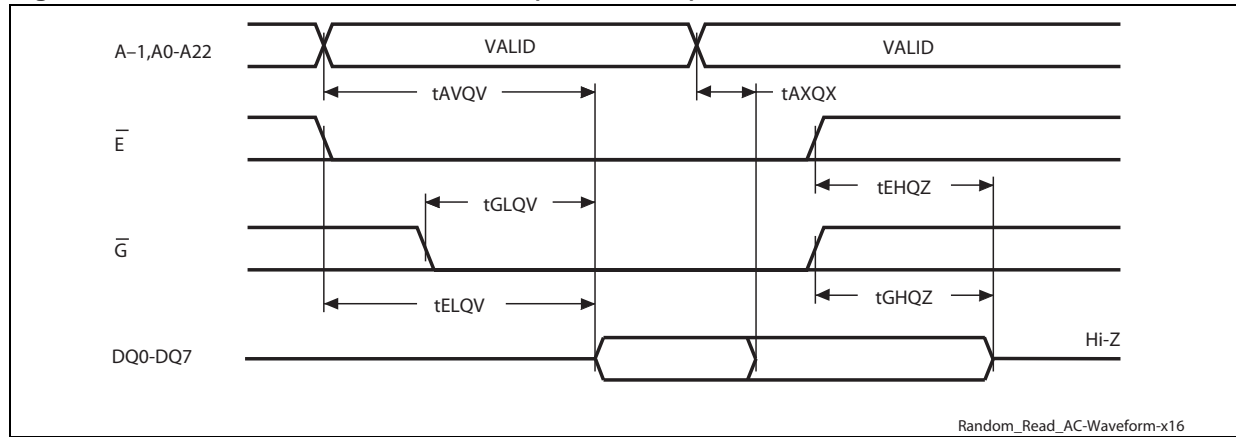 A–1,A0-A22
VALID
VALID
tAVQV
tAXQX
E
tEHQZ
tGLQV
G
tELQV
tGHQZ
DQ0-DQ7
Hi-Z
Random_Read_AC-Waveform-x16